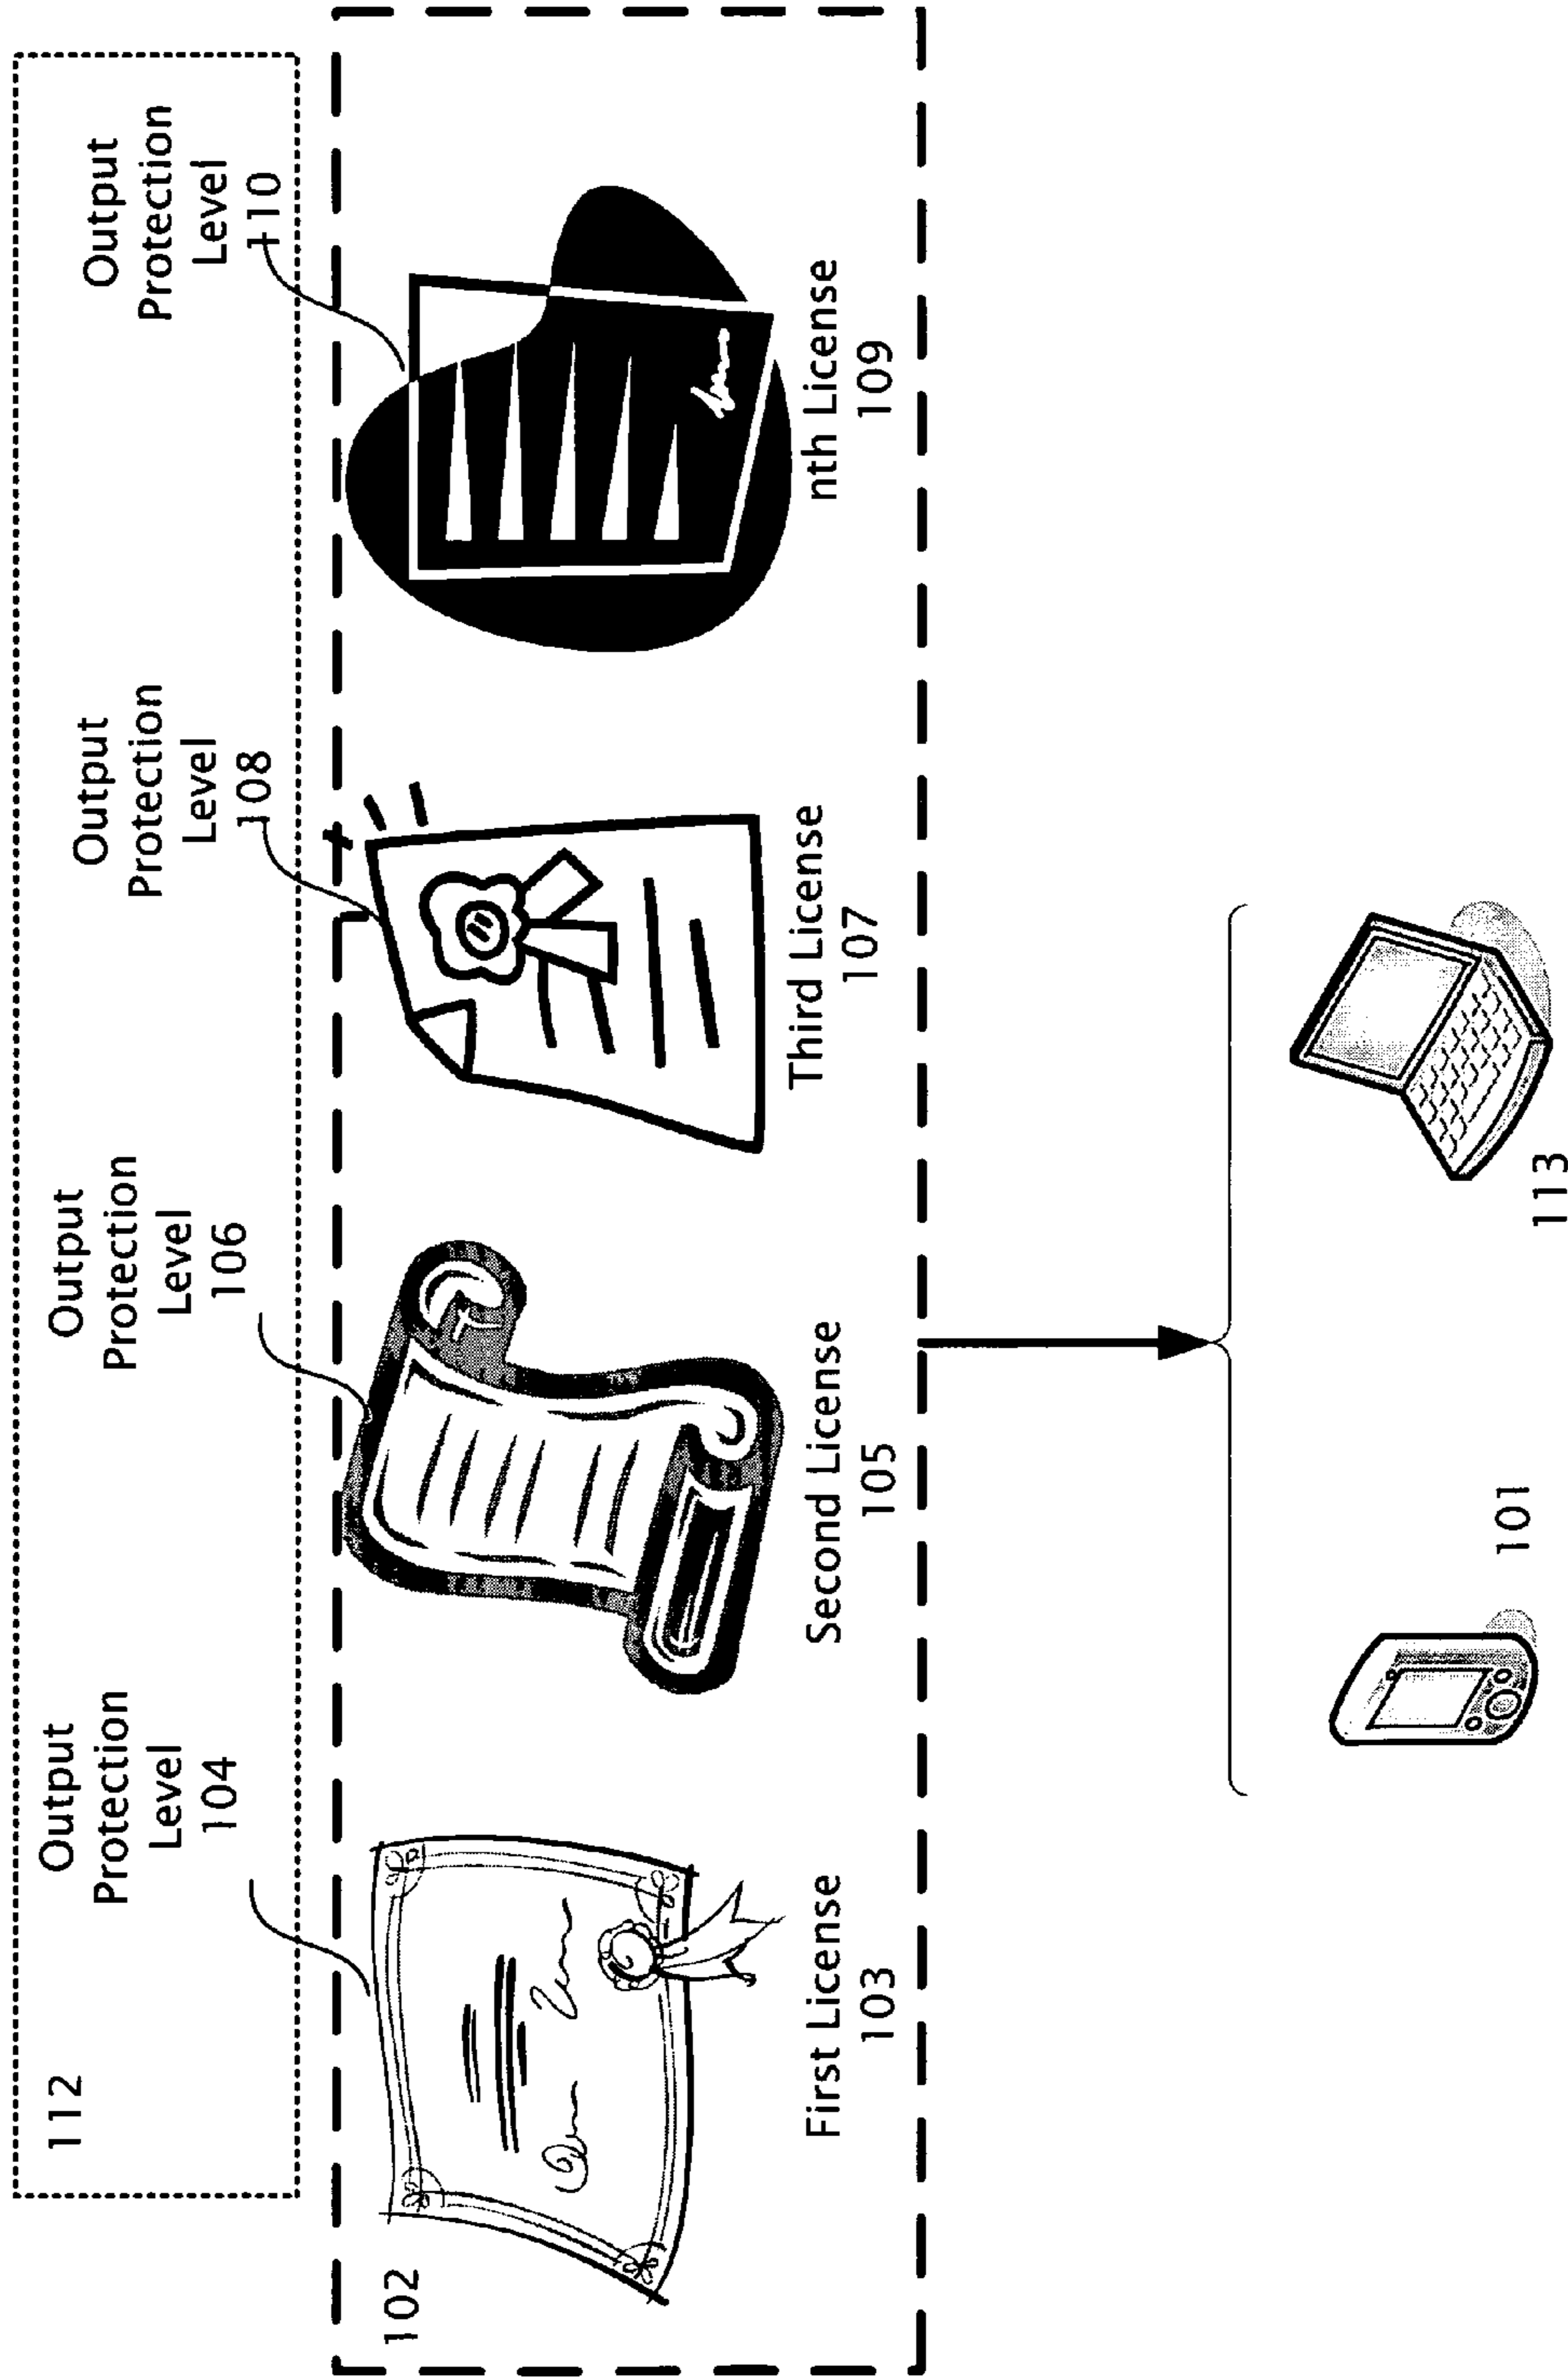 112
Output
Protection
Level
104
Output
Protection
Level
106
Output
Protection
Level
108
Output
Protection
Level
110
102
First License
103
Second License
105
Third License
107
nth License
109
101
113